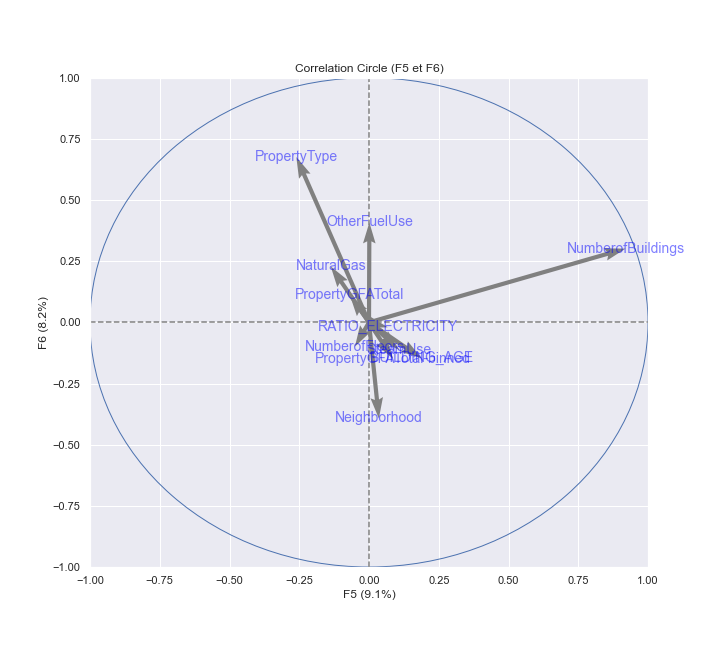 Correlation Circle (F5 et F6)
1.00
0.75
0.50
0.25
0.00
−0.25
−0.50
−0.75
−1.00
F6 (8.2%)
PropertyType
OtherFuelUse
NumberofBuildings
NaturalGas
PropertyGFATotal
RATIO_ELECTRICITY
Neighborhood
−1.00 −0.75 −0.50 −0.25 0.00 0.25 0.50 0.75 1.00
F5 (9.1%)